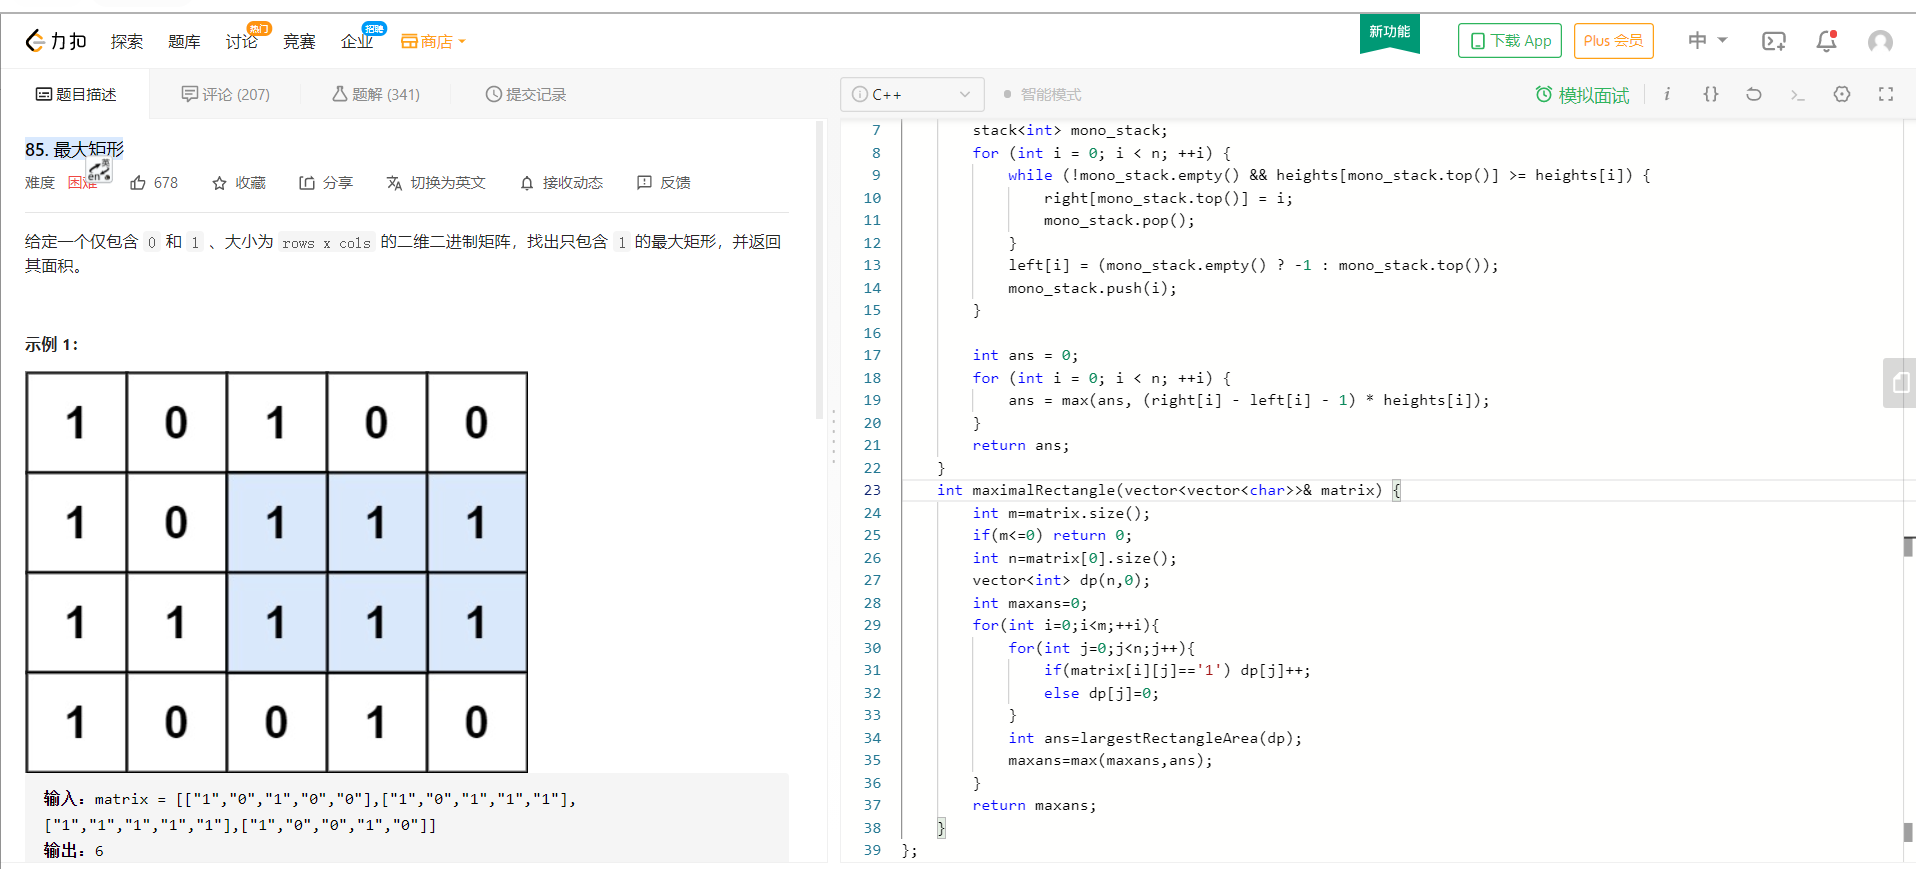 力扣 探索 题库 讨论 热门 竞赛 企业 招聘 商店 新功能 下载 App Plus 会员 中
题目描述 评论 (207) 题解 (341) 提交记录
85. 最大矩形
难度 困难 678 收藏 分享 切换为英文 接收动态 反馈
给定一个仅包含 0 和 1 、大小为 rows x cols 的二维二进制矩阵，找出只包含 1 的最大矩形，并返回
其面积。
示例 1：
1 0 1 0 0
1 0 1 1 1
1 1 1 1 1
1 0 0 1 0
输入：matrix = [["1","0","1","0","0"],["1","0","1","1","1"],
["1","1","1","1","1"],["1","0","0","1","0"]]
输出：6
C++ 智能模式 模拟面试 i {} >_
7 stack<int> mono_stack;
8 for (int i = 0; i < n; ++i) {
9 while (!mono_stack.empty() && heights[mono_stack.top()] >= heights[i]) {
10 right[mono_stack.top()] = i;
11 mono_stack.pop();
12 }
13 left[i] = (mono_stack.empty() ? -1 : mono_stack.top());
14 mono_stack.push(i);
15 }
16
17 int ans = 0;
18 for (int i = 0; i < n; ++i) {
19 ans = max(ans, (right[i] - left[i] - 1) * heights[i]);
20 }
21 return ans;
22 }
23 int maximalRectangle(vector<vector<char>>& matrix) {
24 int m=matrix.size();
25 if(m<=0) return 0;
26 int n=matrix[0].size();
27 vector<int> dp(n,0);
28 int maxans=0;
29 for(int i=0;i<m;++i){
30 for(int j=0;j<n;j++){
31 if(matrix[i][j]=='1') dp[j]++;
32 else dp[j]=0;
33 }
34 int ans=largestRectangleArea(dp);
35 maxans=max(maxans,ans);
36 }
37 return maxans;
38 }
39 };